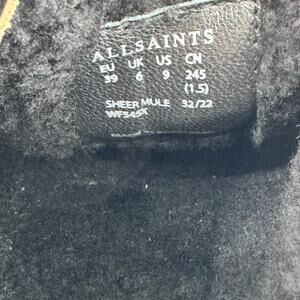 ALLSAINTS
EU UK US CN
39 6 9 245
(1.5)
SHEER MULE 32/22
WF545X